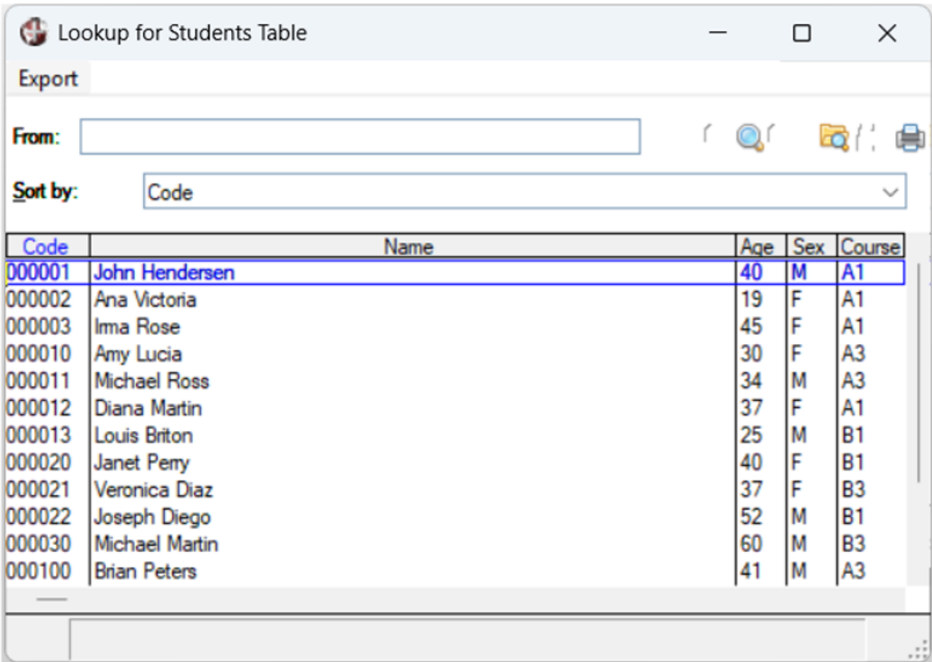 Lookup for Students Table
Export
From:
Sort by: Code
Code Name Age Sex Course
000001 John Hendersen 40 M A1
000002 Ana Victoria 19 F A1
000003 Irma Rose 45 F A1
000010 Amy Lucia 30 F A3
000011 Michael Ross 34 M A3
000012 Diana Martin 37 F A1
000013 Louis Briton 25 M B1
000020 Janet Perry 40 F B1
000021 Veronica Diaz 37 F B3
000022 Joseph Diego 52 M B1
000030 Michael Martin 60 M B3
000100 Brian Peters 41 M A3